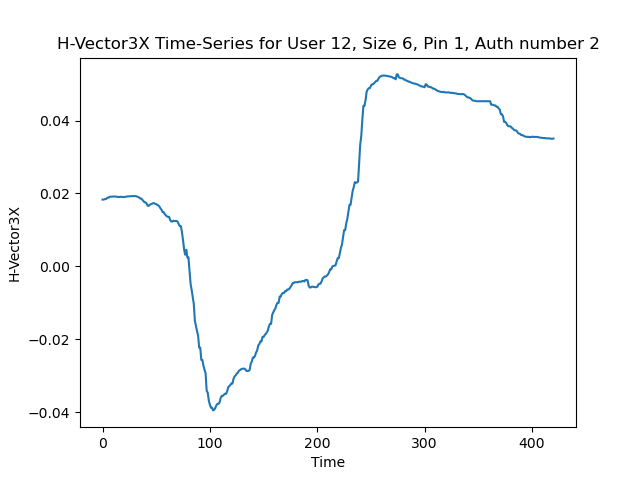 H-Vector3X Time-Series for User 12, Size 6, Pin 1, Auth number 2
H-Vector3X
0.04
0.02
0.00
−0.02
−0.04
0 100 200 300 400
Time